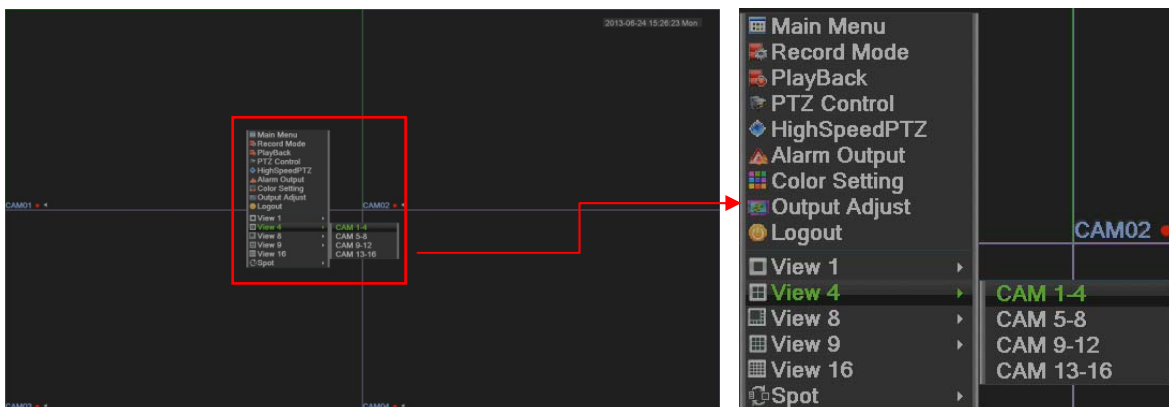 2013-06-24 15:26:23 Mon
Main Menu
Record Mode
PlayBack
PTZ Control
HighSpeedPTZ
Alarm Output
Color Setting
Output Adjust
Logout
CAM01
CAM02
View 1
View 4
CAM 1-4
View 8
CAM 5-8
View 9
CAM 9-12
View 16
CAM 13-16
Spot
CAM03
CAM04
Main Menu
Record Mode
PlayBack
PTZ Control
HighSpeedPTZ
Alarm Output
Color Setting
Output Adjust
Logout
CAM02
View 1
View 4
CAM 1-4
View 8
CAM 5-8
View 9
CAM 9-12
View 16
CAM 13-16
Spot